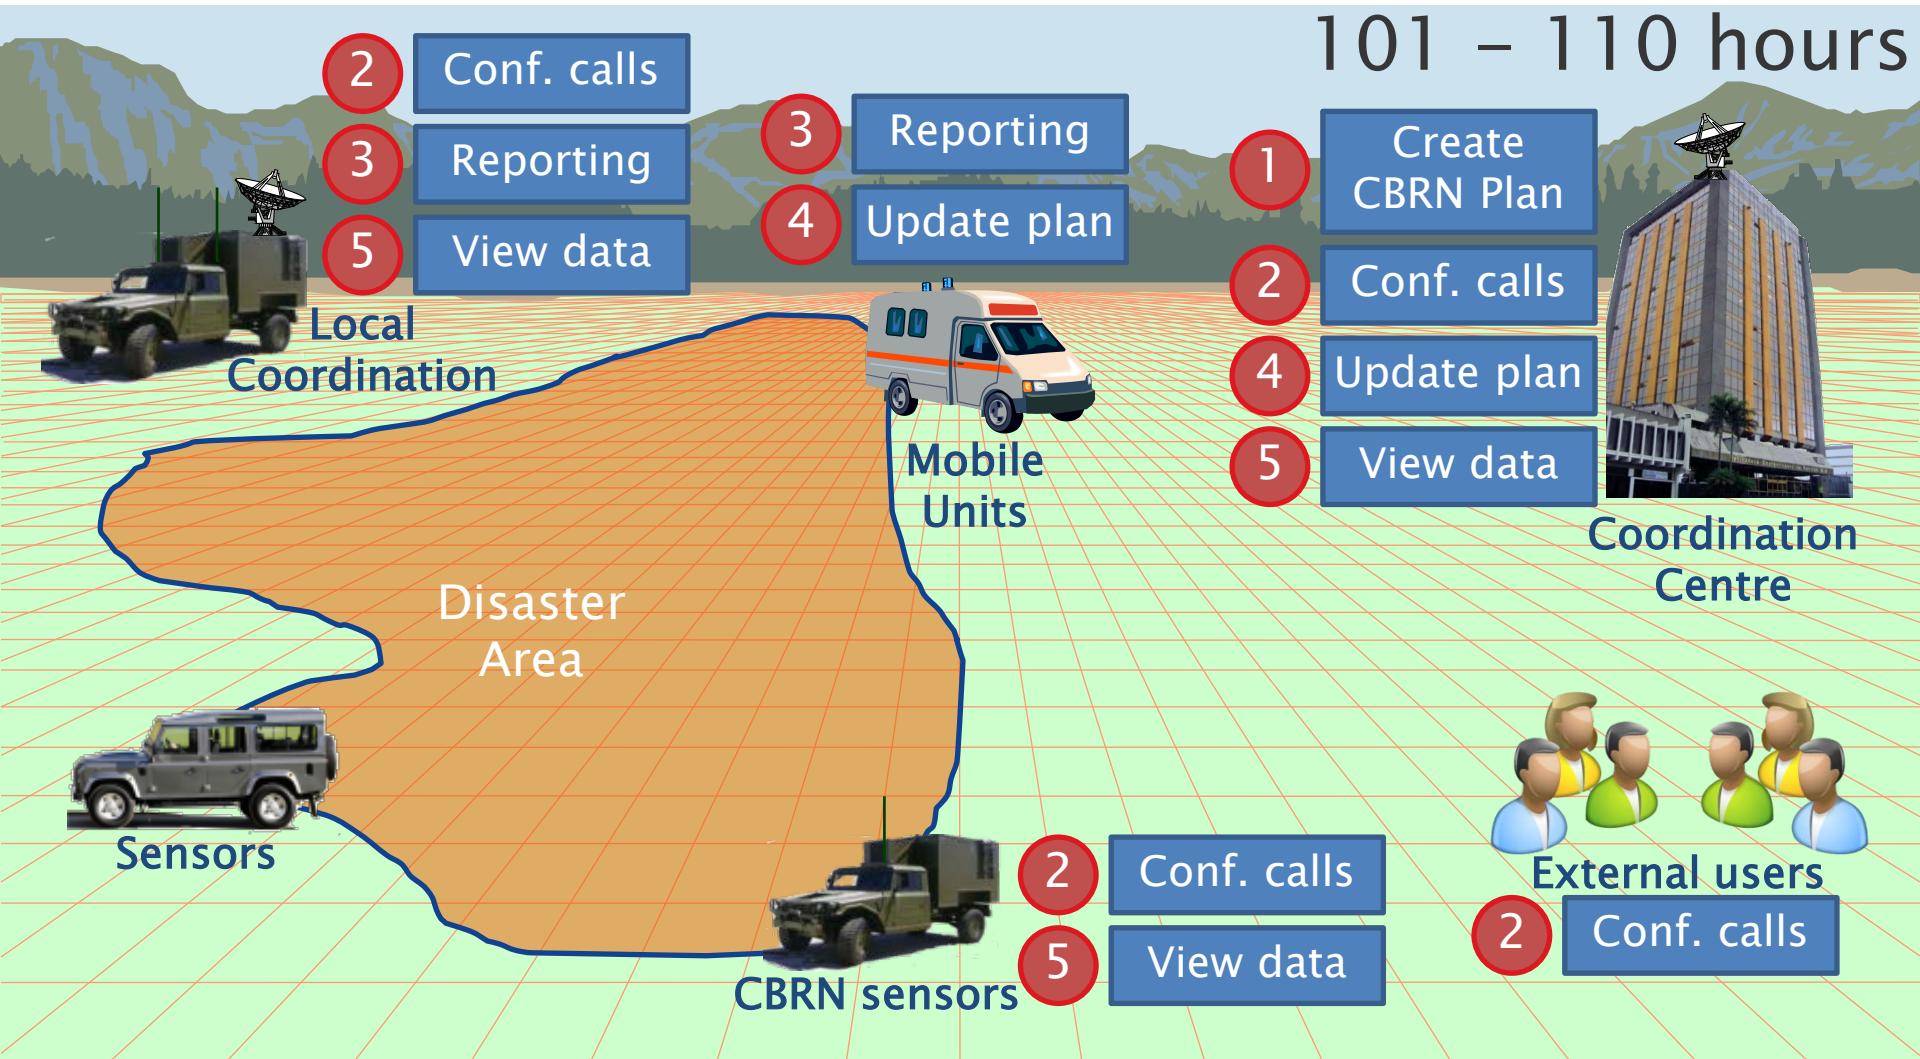 101 – 110 hours
2 Conf. calls
3 Reporting
5 View data
Local
Coordination
3 Reporting
4 Update plan
Mobile
Units
1 Create
CBRN Plan
2 Conf. calls
4 Update plan
5 View data
Coordination
Centre
Disaster
Area
Sensors
CBRN sensors
2 Conf. calls
5 View data
External users
2 Conf. calls